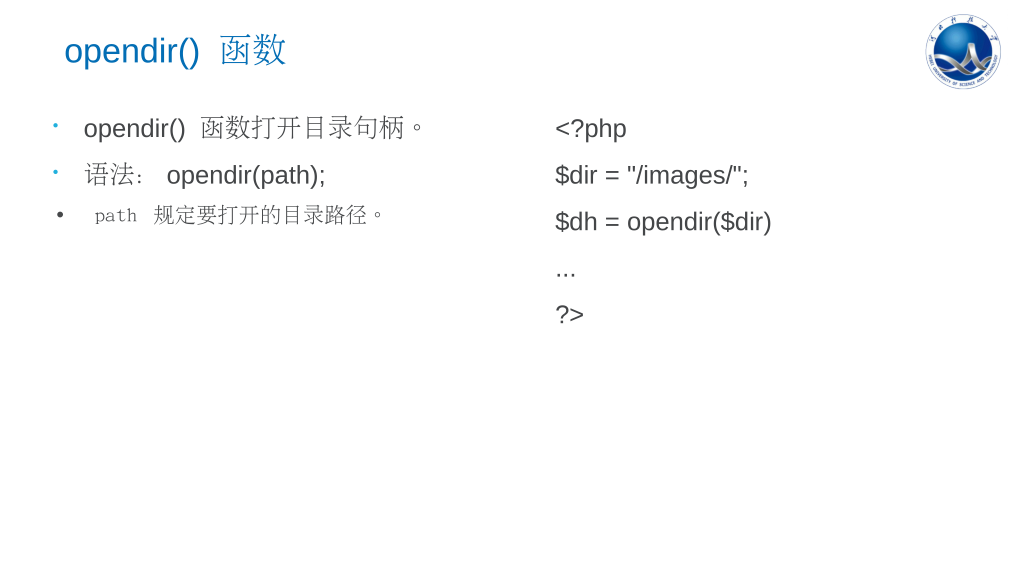 opendir() 函数
opendir() 函数打开目录句柄。
语法： opendir(path);
path 规定要打开的目录路径。
<?php
$dir = "/images/";
$dh = opendir($dir)
...
?>